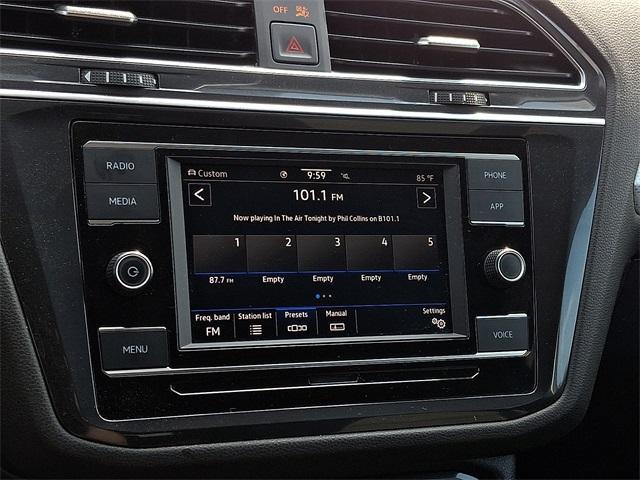 OFF
RADIO
MEDIA
MENU
PHONE
APP
VOICE
Custom 9:59 85 °F
101.1 FM
Now playing In The Air Tonight by Phil Collins on B101.1
1 2 3 4 5
87.7 FM Empty Empty Empty Empty
Freq. band Station list Presets Manual Settings
FM